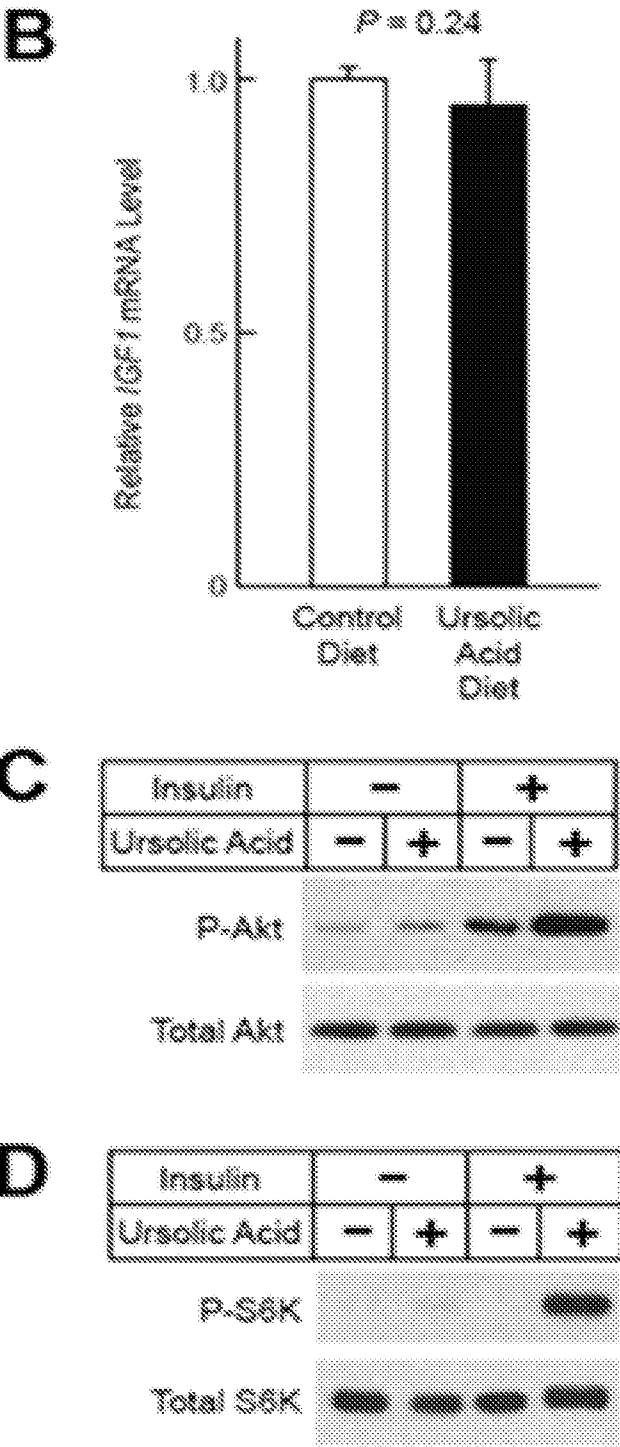 B
P = 0.24
1.0
0.5
0
Relative IGF1 mRNA Level
Control
Diet
Ursolic
Acid
Diet
C
Insulin − +
Ursolic Acid − + − +
P-Akt
Total Akt
D
Insulin − +
Ursolic Acid − + − +
P-S6K
Total S6K